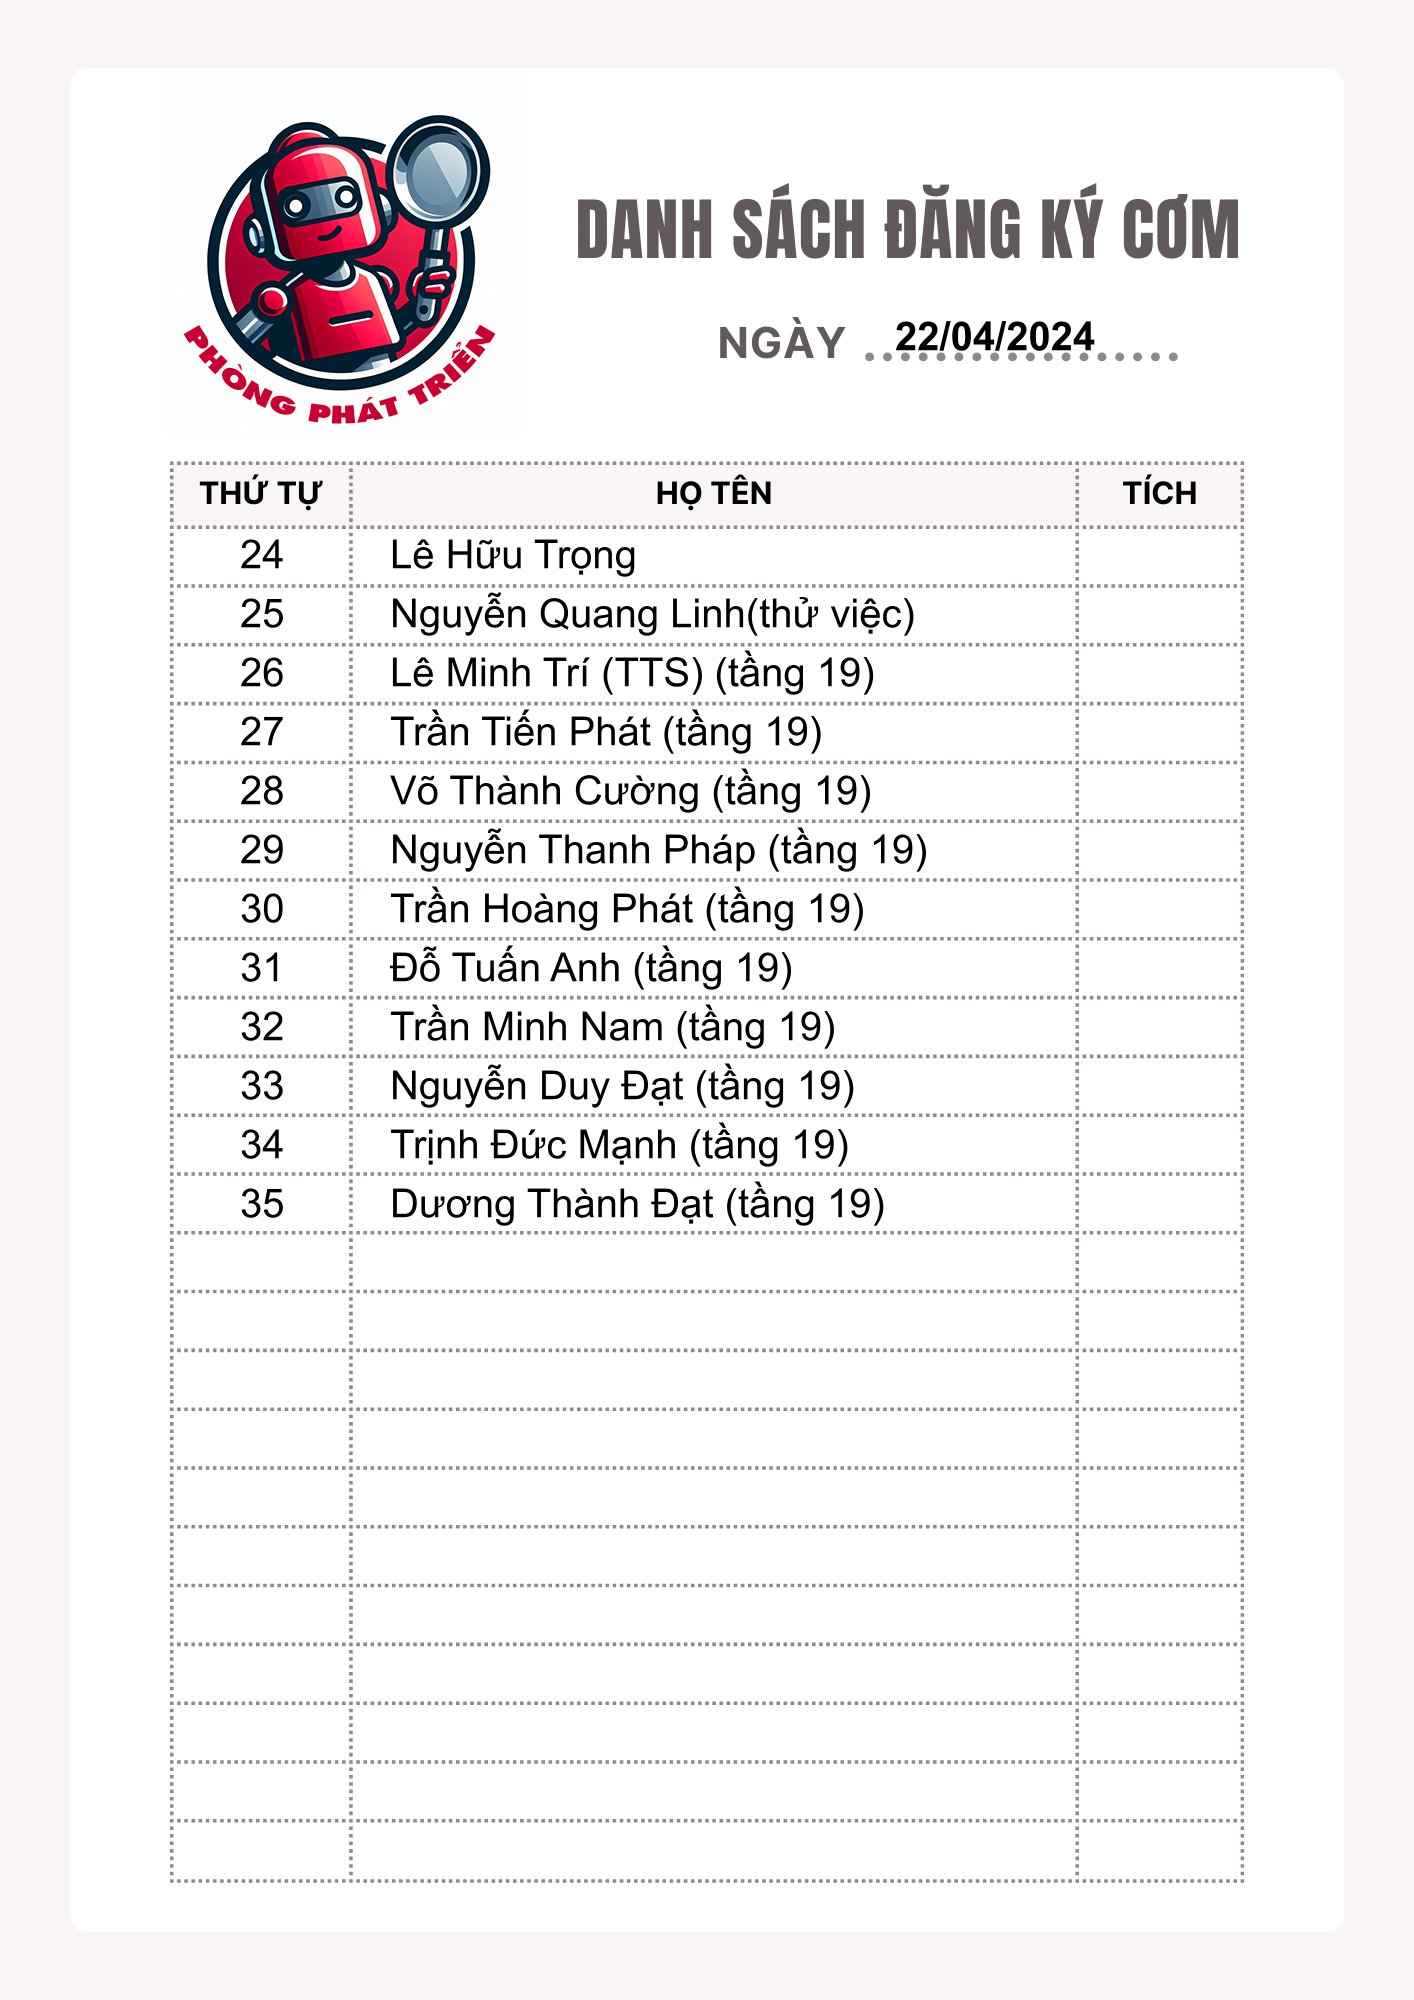 PHÒNG PHÁT TRIỂN
DANH SÁCH ĐĂNG KÝ CƠM
NGÀY 22/04/2024
THỨ TỰ HỌ TÊN TÍCH
24 Lê Hữu Trọng
25 Nguyễn Quang Linh(thử việc)
26 Lê Minh Trí (TTS) (tầng 19)
27 Trần Tiến Phát (tầng 19)
28 Võ Thành Cường (tầng 19)
29 Nguyễn Thanh Pháp (tầng 19)
30 Trần Hoàng Phát (tầng 19)
31 Đỗ Tuấn Anh (tầng 19)
32 Trần Minh Nam (tầng 19)
33 Nguyễn Duy Đạt (tầng 19)
34 Trịnh Đức Mạnh (tầng 19)
35 Dương Thành Đạt (tầng 19)